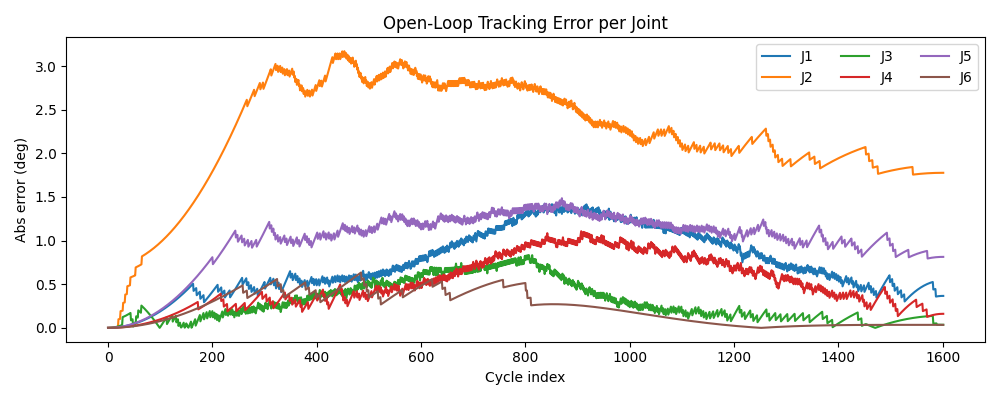 Open-Loop Tracking Error per Joint
Abs error (deg)
3.0
2.5
2.0
1.5
1.0
0.5
0.0
J1 J3 J5
J2 J4 J6
0 200 400 600 800 1000 1200 1400 1600
Cycle index